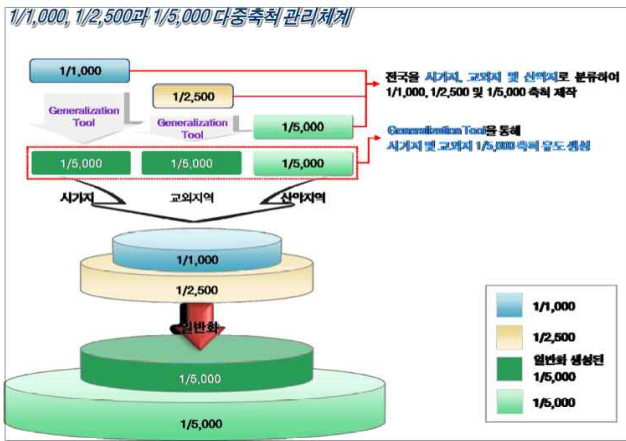 1/1,000, 1/2,500과 1/5,000 다중축척 관리체계
1/1,000
1/2,500
Generalization Tool
Generalization Tool
1/5,000
1/5,000
1/5,000
1/5,000
시가지
교외지역
산악지역
전국을 시가지, 교외지 및 산악지로 분류하여
1/1,000, 1/2,500 및 1/5,000 축척 제작
Generalization Tool을 통해
시가지 및 교외지 1/5,000 축척 유도 생성
1/1,000
1/2,500
일반화
1/5,000
1/5,000
1/1,000
1/2,500
일반화 생성된
1/5,000
1/5,000